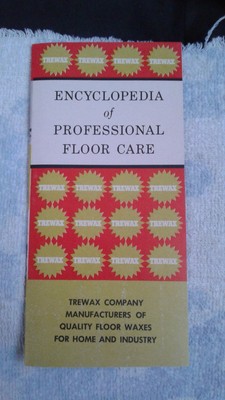 TREWAX TREWAX TREWAX TREWAX
ENCYCLOPEDIA
of
PROFESSIONAL
FLOOR CARE
TREWAX TREWAX TREWAX TREWAX
TREWAX TREWAX TREWAX TREWAX
TREWAX TREWAX TREWAX TREWAX
TREWAX COMPANY
MANUFACTURERS OF
QUALITY FLOOR WAXES
FOR HOME AND INDUSTRY